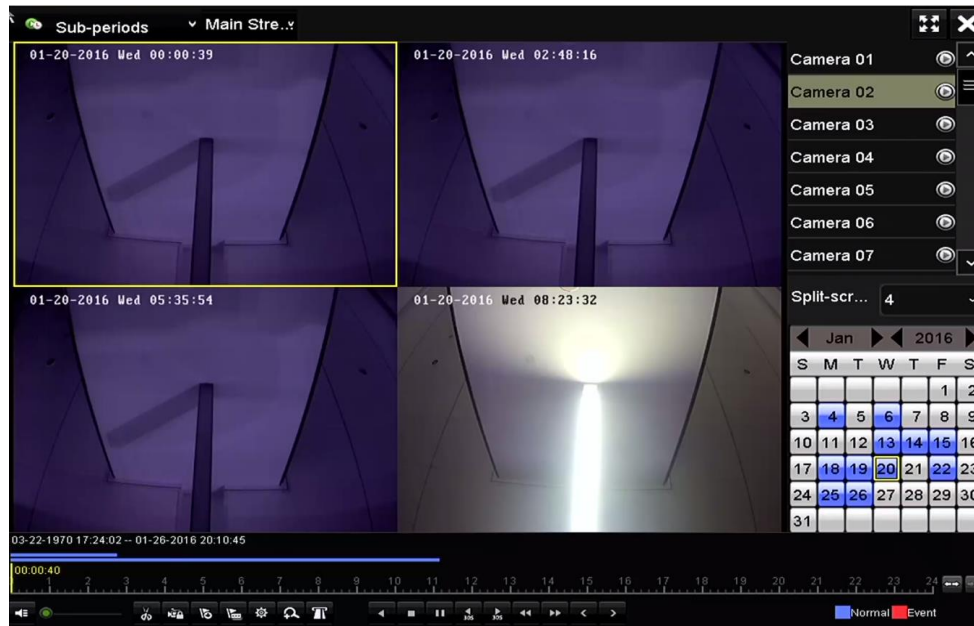 Sub-periods Main Stre...
01-20-2016 Wed 00:00:39
01-20-2016 Wed 02:48:16
01-20-2016 Wed 05:35:54
01-20-2016 Wed 08:23:32
Camera 01
Camera 02
Camera 03
Camera 04
Camera 05
Camera 06
Camera 07
Split-scr... 4
Jan 2016
S M T W T F S
1 2
3 4 5 6 7 8 9
10 11 12 13 14 15 16
17 18 19 20 21 22 23
24 25 26 27 28 29 30
31
03-22-1970 17:24:02 -- 01-26-2016 20:10:45
00:00:40
1 2 3 4 5 6 7 8 9 10 11 12 13 14 15 16 17 18 19 20 21 22 23 24
30S 30S
Normal Event